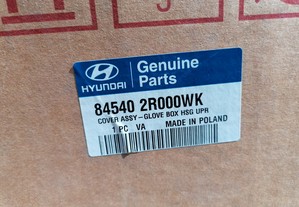 HYUNDAI
Genuine
Parts
84540 2R000WK
COVER ASSY-GLOVE BOX HSG UPR
1 PC VA MADE IN POLAND